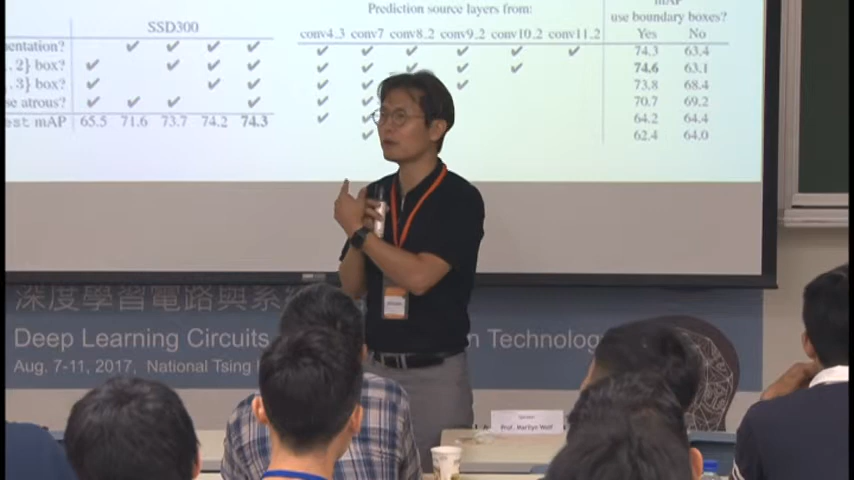 Prediction source layers from:
mAP
use boundary boxes?
SSD300
conv4_3 conv7 conv8_2 conv9_2 conv10_2 conv11_2
Yes No
entation? ✔ ✔ ✔ ✔
✔ ✔ ✔ ✔ ✔ ✔ 74.3 63.4
, 2} box? ✔ ✔ ✔ ✔
✔ ✔ ✔ ✔ ✔ 74.6 63.1
, 3} box? ✔ ✔ ✔
✔ ✔ ✔ 73.8 68.4
se atrous? ✔ ✔ ✔ ✔
70.7 69.2
est mAP 65.5 71.6 73.7 74.2 74.3
64.2 64.4
62.4 64.0
深度學習電路與系統
Deep Learning Circuits
n Technolog
Aug. 7-11, 2017, National Tsing
Prof. Marilyn Wolf